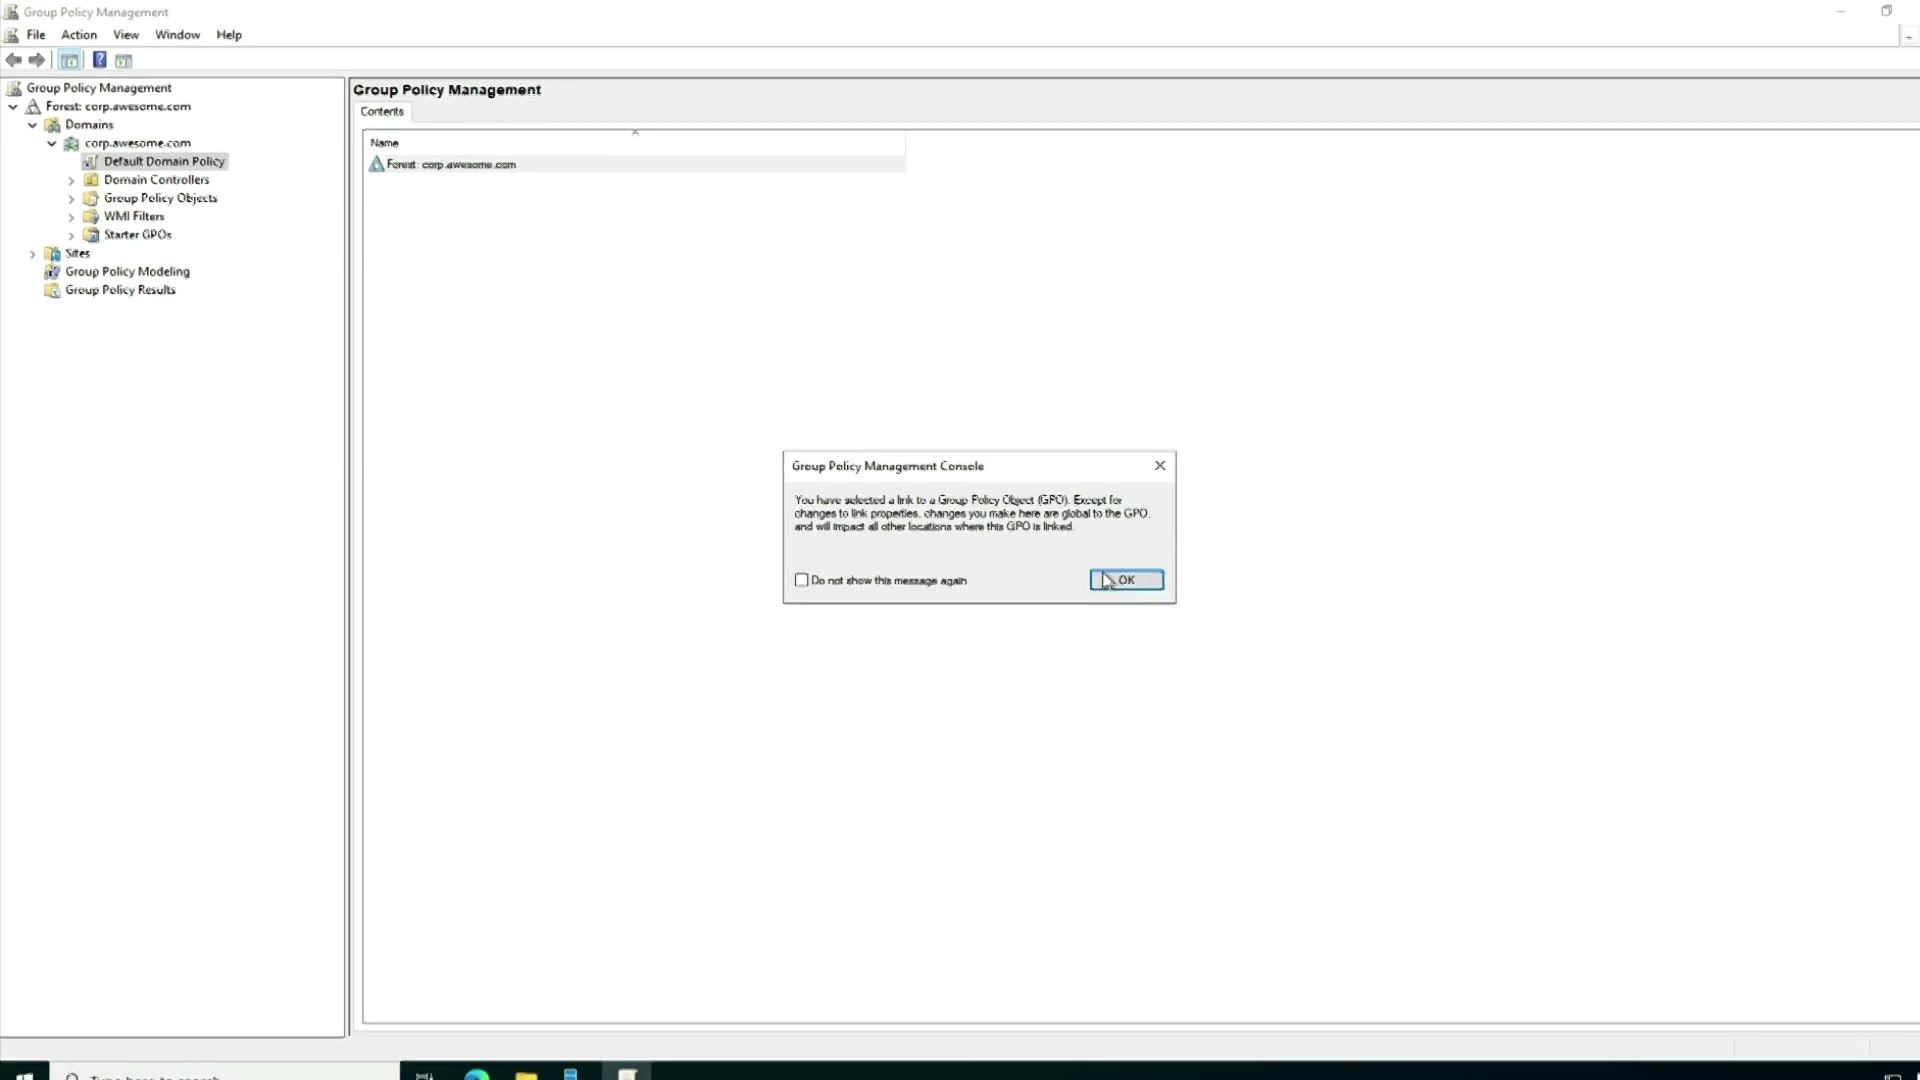 Group Policy Management
File Action View Window Help
Group Policy Management
Forest: corp.awesome.com
Domains
corp.awesome.com
Default Domain Policy
Domain Controllers
Group Policy Objects
WMI Filters
Starter GPOs
Sites
Group Policy Modeling
Group Policy Results
Group Policy Management
Contents
Name
Forest: corp.awesome.com
Group Policy Management Console
You have selected a link to a Group Policy Object (GPO). Except for
changes to link properties, changes you make here are global to the GPO,
and will impact all other locations where this GPO is linked.
Do not show this message again
OK
Type here to search